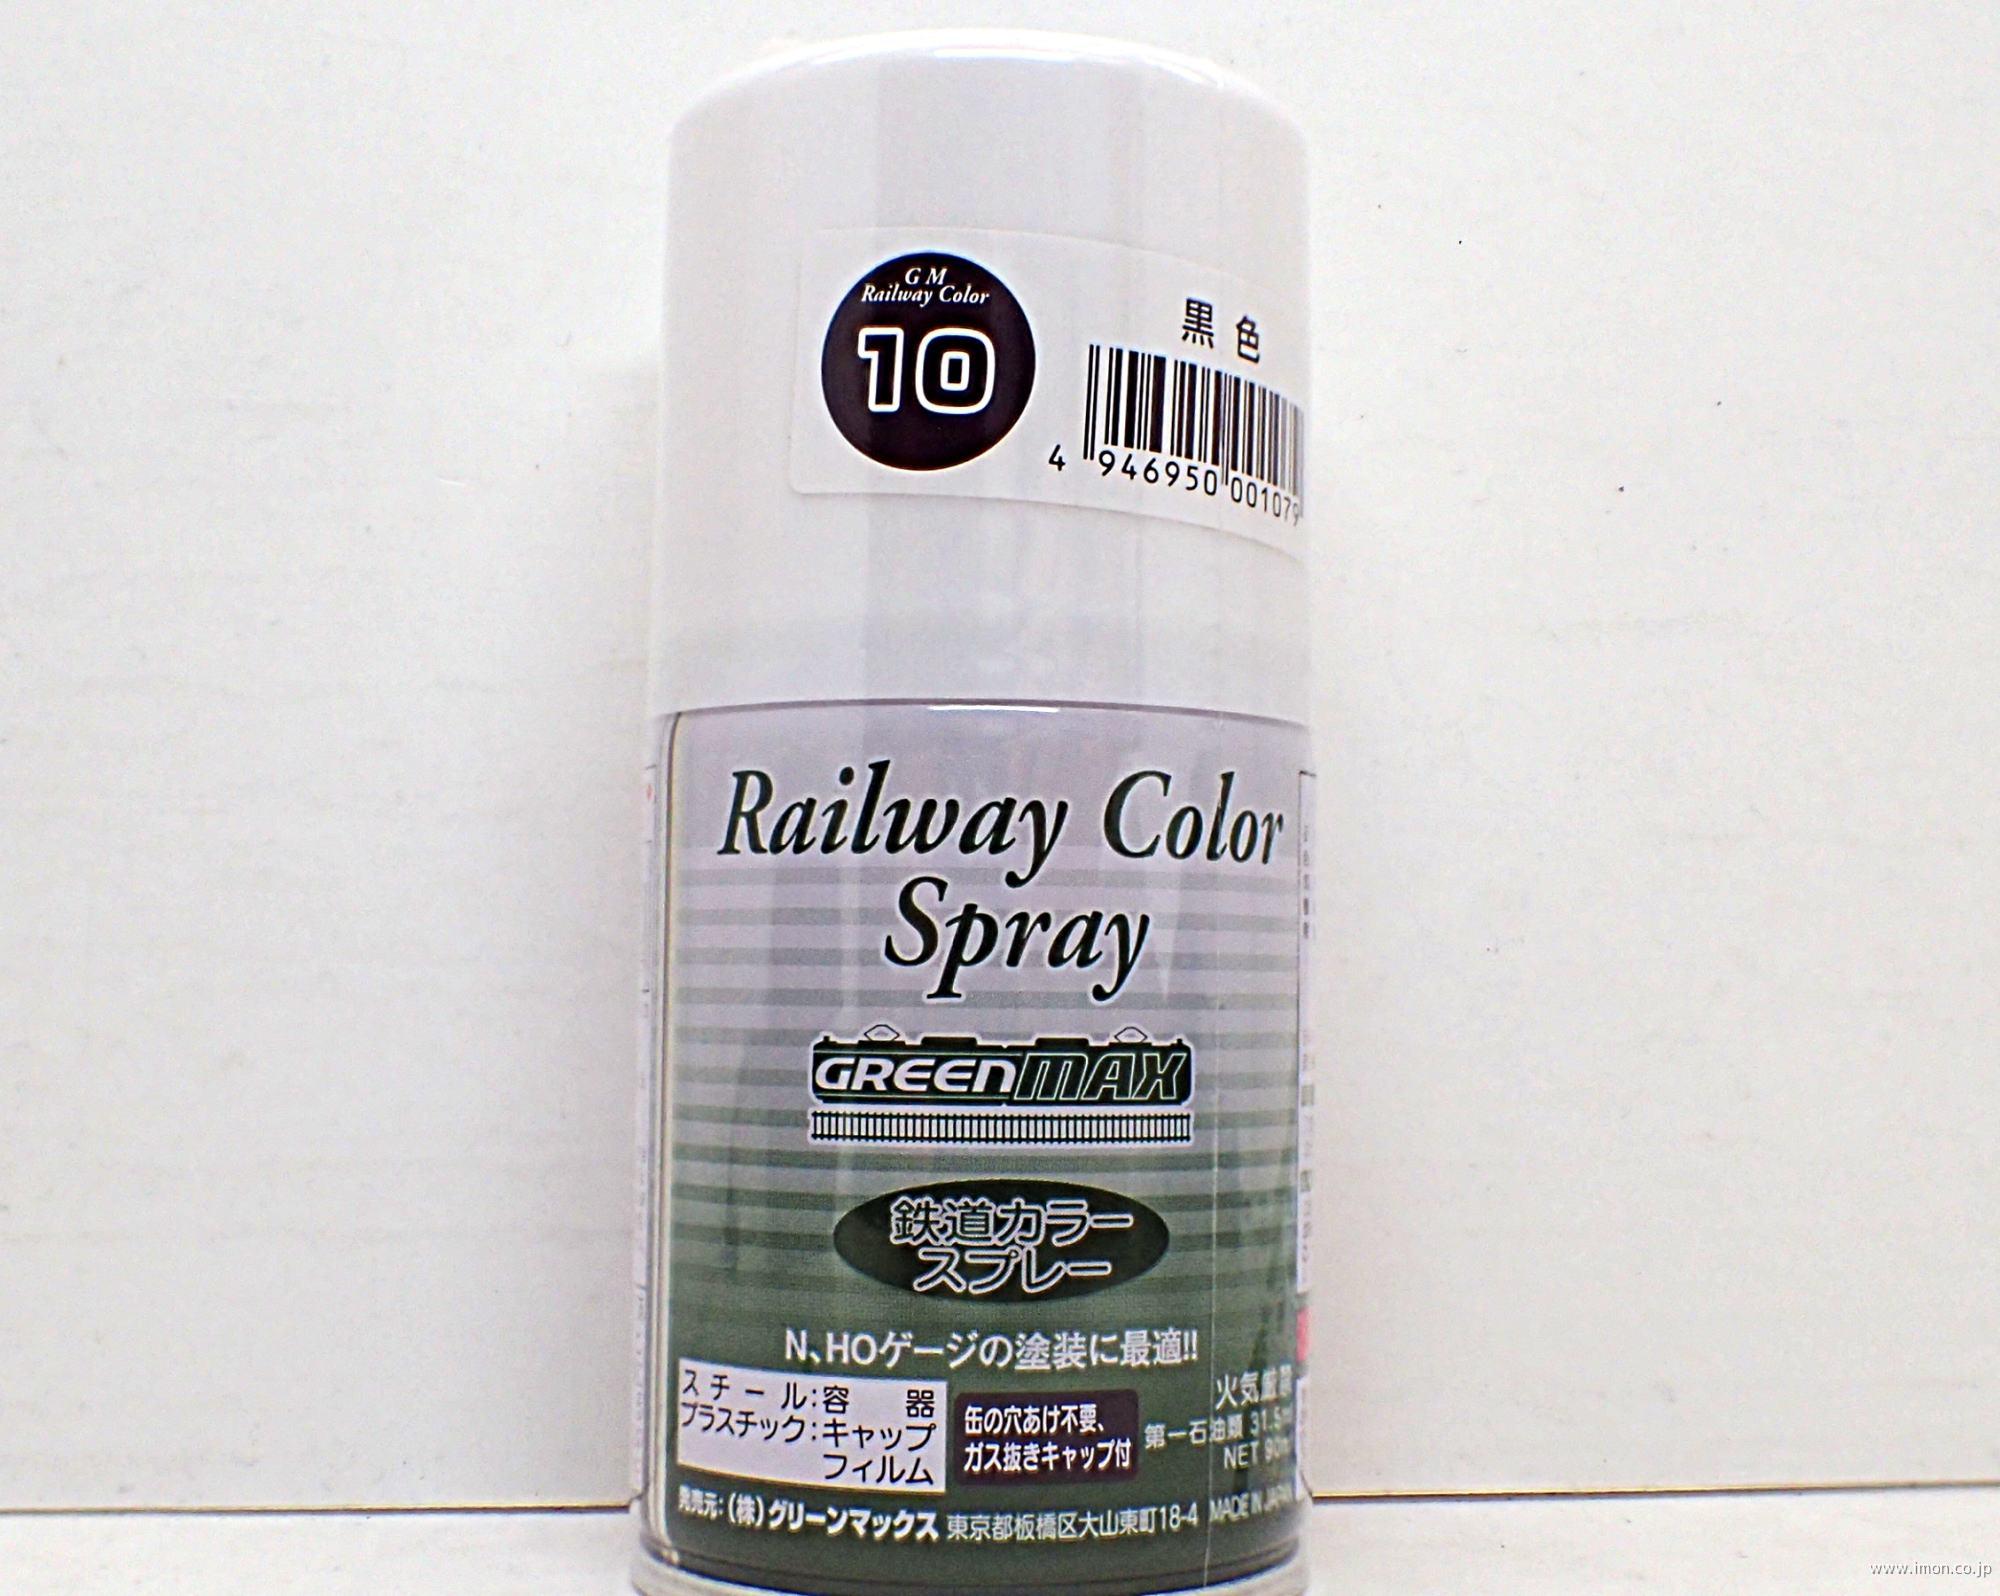 G M
Railway Color
10
黒色
4 946950 001079
Railway Color
Spray
GREENMAX
鉄道カラー
スプレー
N、HOゲージの塗装に最適!!
スチール:容器
プラスチック:キャップ
フィルム
缶の穴あけ不要、
ガス抜きキャップ付
火気厳
第一石油類 31.5
NET 90m
発売元:(株)グリーンマックス 東京都板橋区大山東町18-4 MADE IN JAPAN
www.imon.co.jp